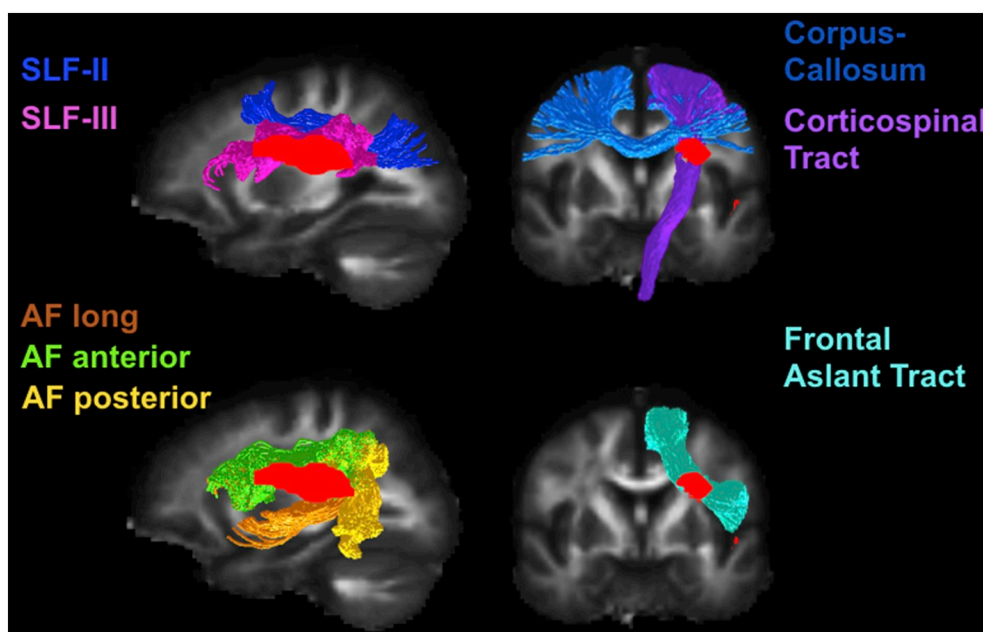 SLF-II
SLF-III
Corpus-
Callosum
Corticospinal
Tract
AF long
AF anterior
AF posterior
Frontal
Aslant Tract